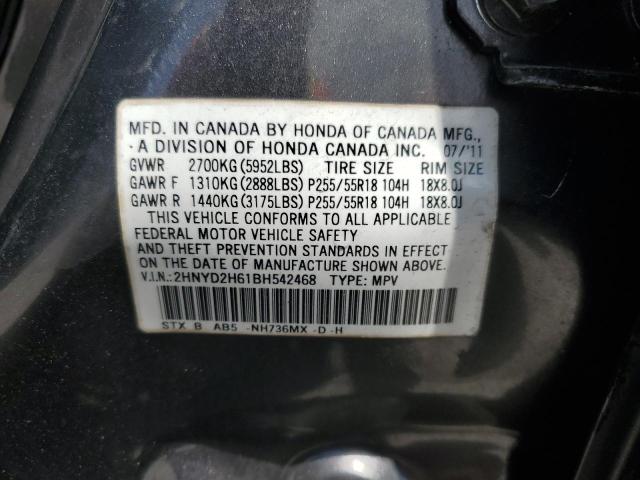 MFD. IN CANADA BY HONDA OF CANADA MFG.,
A DIVISION OF HONDA CANADA INC. 07/'11
GVWR 2700KG(5952LBS) TIRE SIZE RIM SIZE
GAWR F 1310KG(2888LBS) P255/55R18 104H 18X8.0J
GAWR R 1440KG(3175LBS) P255/55R18 104H 18X8.0J
THIS VEHICLE CONFORMS TO ALL APPLICABLE
FEDERAL MOTOR VEHICLE SAFETY
AND THEFT PREVENTION STANDARDS IN EFFECT
ON THE DATE OF MANUFACTURE SHOWN ABOVE.
V.I.N.:2HNYD2H61BH542468 TYPE: MPV
STX B AB5 -NH736MX -D -H